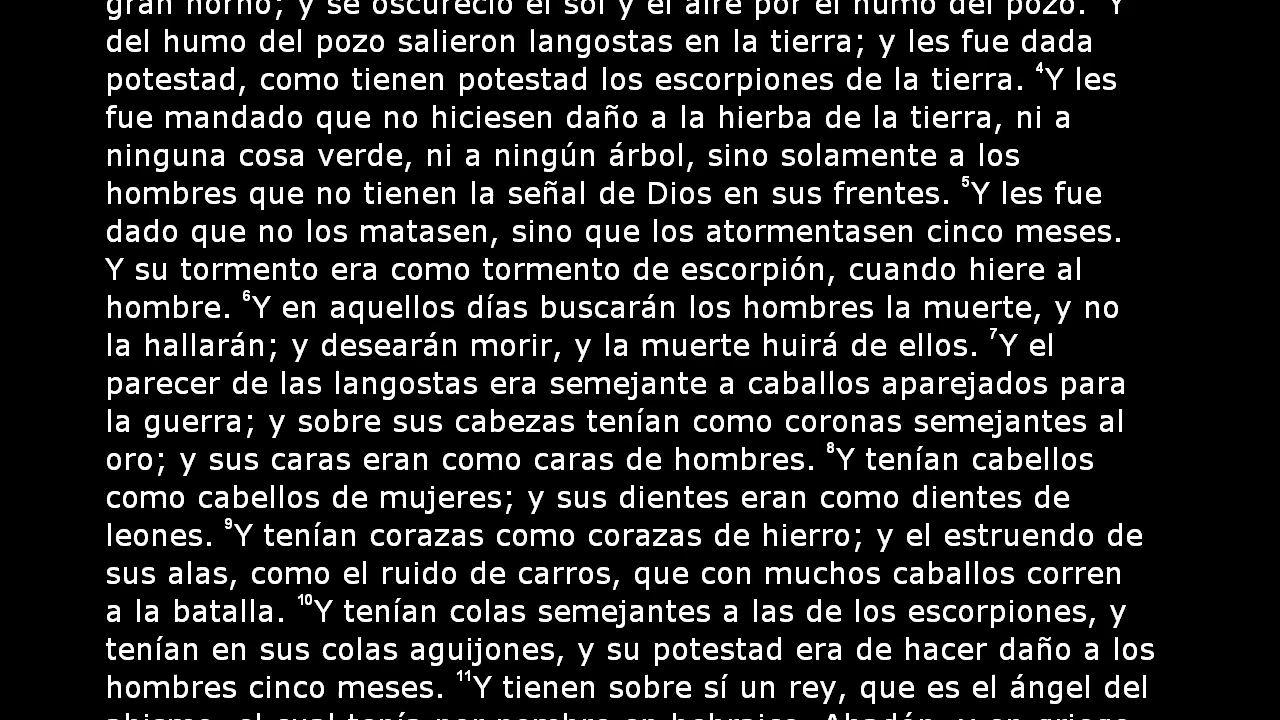 gran horno; y se oscureció el sol y el aire por el humo del pozo. Y
del humo del pozo salieron langostas en la tierra; y les fue dada
potestad, como tienen potestad los escorpiones de la tierra. 4Y les
fue mandado que no hiciesen daño a la hierba de la tierra, ni a
ninguna cosa verde, ni a ningún árbol, sino solamente a los
hombres que no tienen la señal de Dios en sus frentes. 5Y les fue
dado que no los matasen, sino que los atormentasen cinco meses.
Y su tormento era como tormento de escorpión, cuando hiere al
hombre. 6Y en aquellos días buscarán los hombres la muerte, y no
la hallarán; y desearán morir, y la muerte huirá de ellos. 7Y el
parecer de las langostas era semejante a caballos aparejados para
la guerra; y sobre sus cabezas tenían como coronas semejantes al
oro; y sus caras eran como caras de hombres. 8Y tenían cabellos
como cabellos de mujeres; y sus dientes eran como dientes de
leones. 9Y tenían corazas como corazas de hierro; y el estruendo de
sus alas, como el ruido de carros, que con muchos caballos corren
a la batalla. 10Y tenían colas semejantes a las de los escorpiones, y
tenían en sus colas aguijones, y su potestad era de hacer daño a los
hombres cinco meses. 11Y tienen sobre sí un rey, que es el ángel del
abismo, el cual tenía por nombre en hebraico, Abadón, y en griego